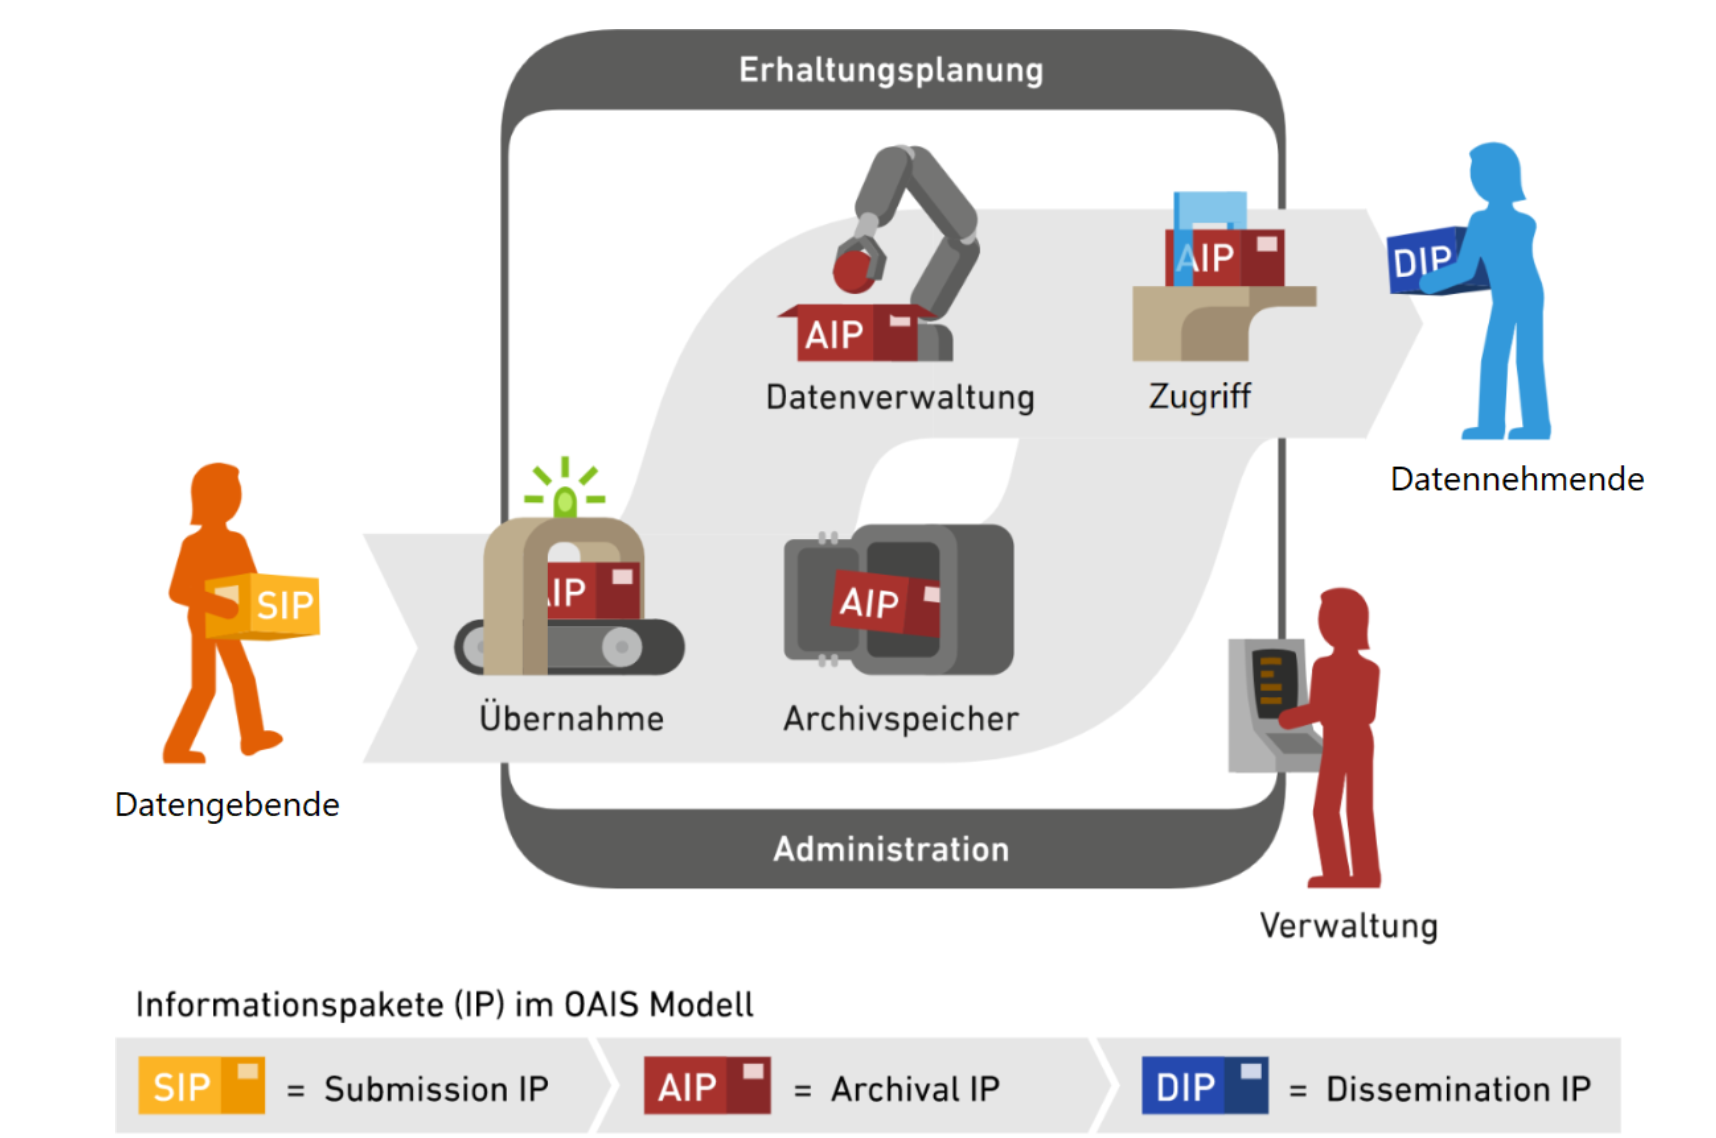 Erhaltungsplanung
AIP
DIP
AIP
Datenverwaltung
Zugriff
Datennehmende
SIP
IP
AIP
Übernahme
Archivspeicher
Datengebende
Administration
Verwaltung
Informationspakete (IP) im OAIS Modell
SIP = Submission IP
AIP = Archival IP
DIP = Dissemination IP